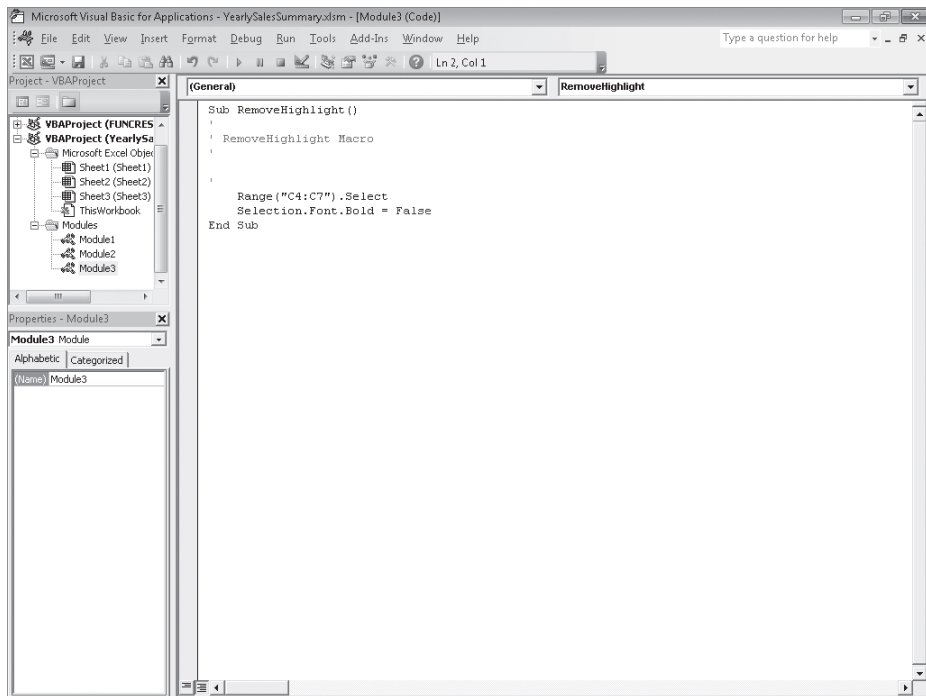 Microsoft Visual Basic for Applications - YearlySalesSummary.xlsm - [Module3 (Code)]
File Edit View Insert Format Debug Run Tools Add-Ins Window Help
Type a question for help
Ln 2, Col 1
Project - VBAProject
VBAProject (FUNCRES
VBAProject (YearlySa
Microsoft Excel Objec
Sheet1 (Sheet1)
Sheet2 (Sheet2)
Sheet3 (Sheet3)
ThisWorkbook
Modules
Module1
Module2
Module3
Properties - Module3
Module3 Module
Alphabetic Categorized
(Name) Module3
(General)
RemoveHighlight
Sub RemoveHighlight()
'
' RemoveHighlight Macro
'
'
Range("C4:C7").Select
Selection.Font.Bold = False
End Sub